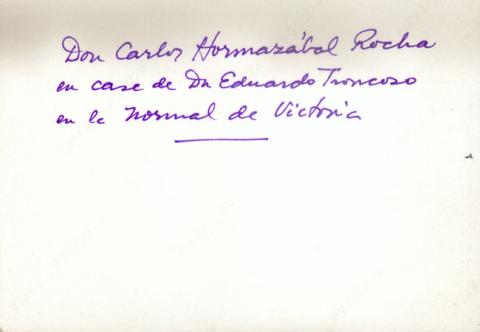 Don Carlos Hormazábal Rocha
en casa de Dn Eduardo Troncoso
en la Normal de Victoria